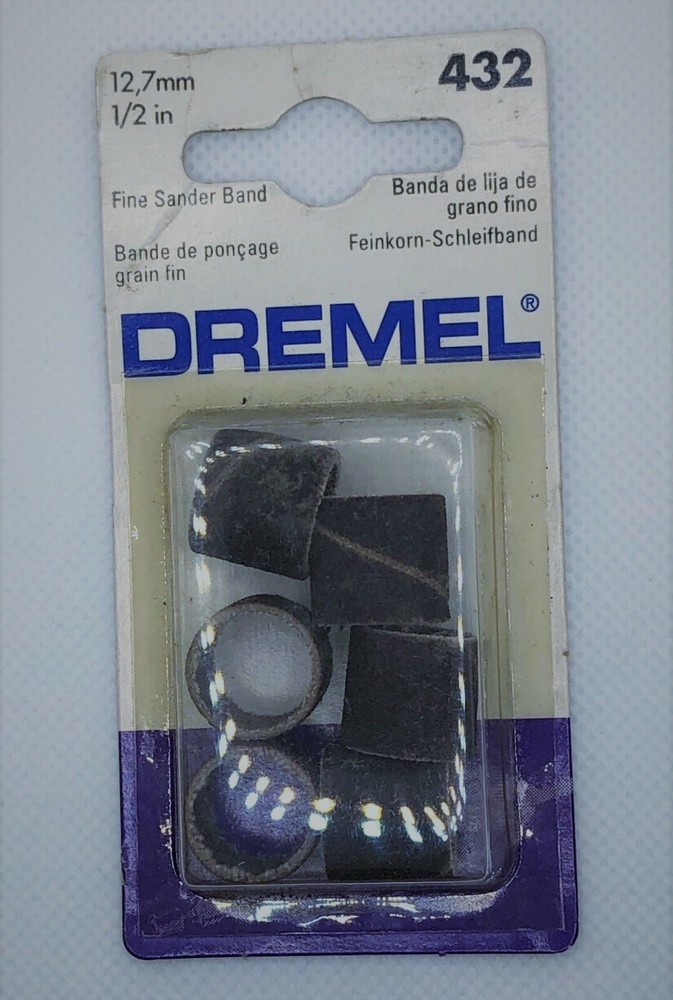 12,7mm
1/2 in
432
Fine Sander Band
Bande de ponçage
grain fin
Banda de lija de
grano fino
Feinkorn-Schleifband
DREMEL®